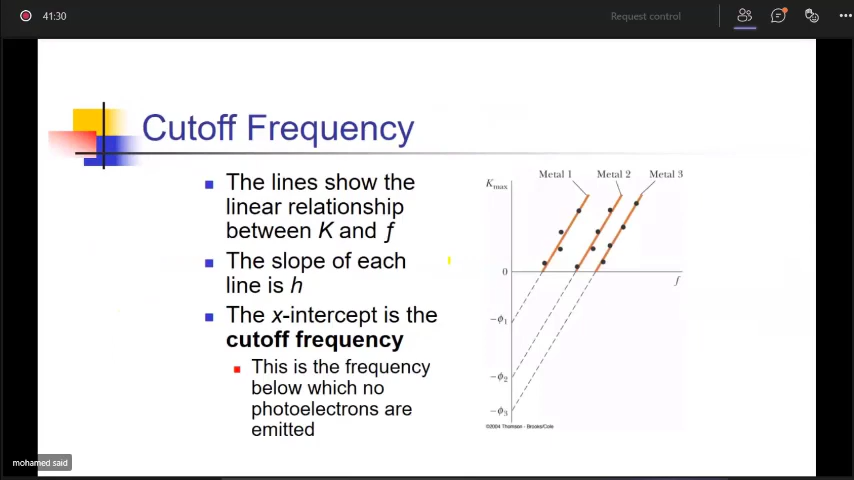 41:30
Request control
Cutoff Frequency
The lines show the
linear relationship
between K and ƒ
The slope of each
line is h
The x-intercept is the
cutoff frequency
This is the frequency
below which no
photoelectrons are
emitted
Metal 1 Metal 2 Metal 3
Kmax
0
f
−ϕ1
−ϕ2
−ϕ3
©2004 Thomson - Brooks/Cole
mohamed said